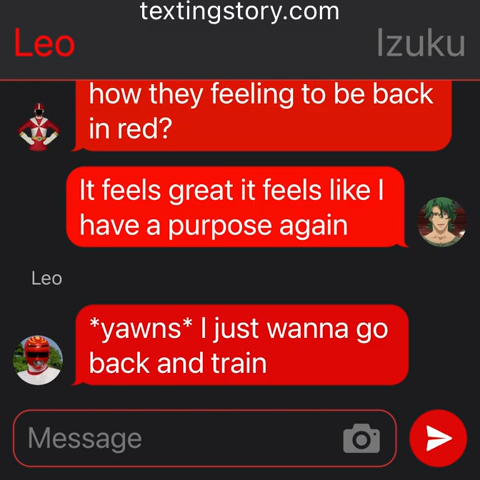 textingstory.com
Leo
Izuku
how they feeling to be back
in red?
It feels great it feels like I
have a purpose again
Leo
*yawns* I just wanna go
back and train
Message